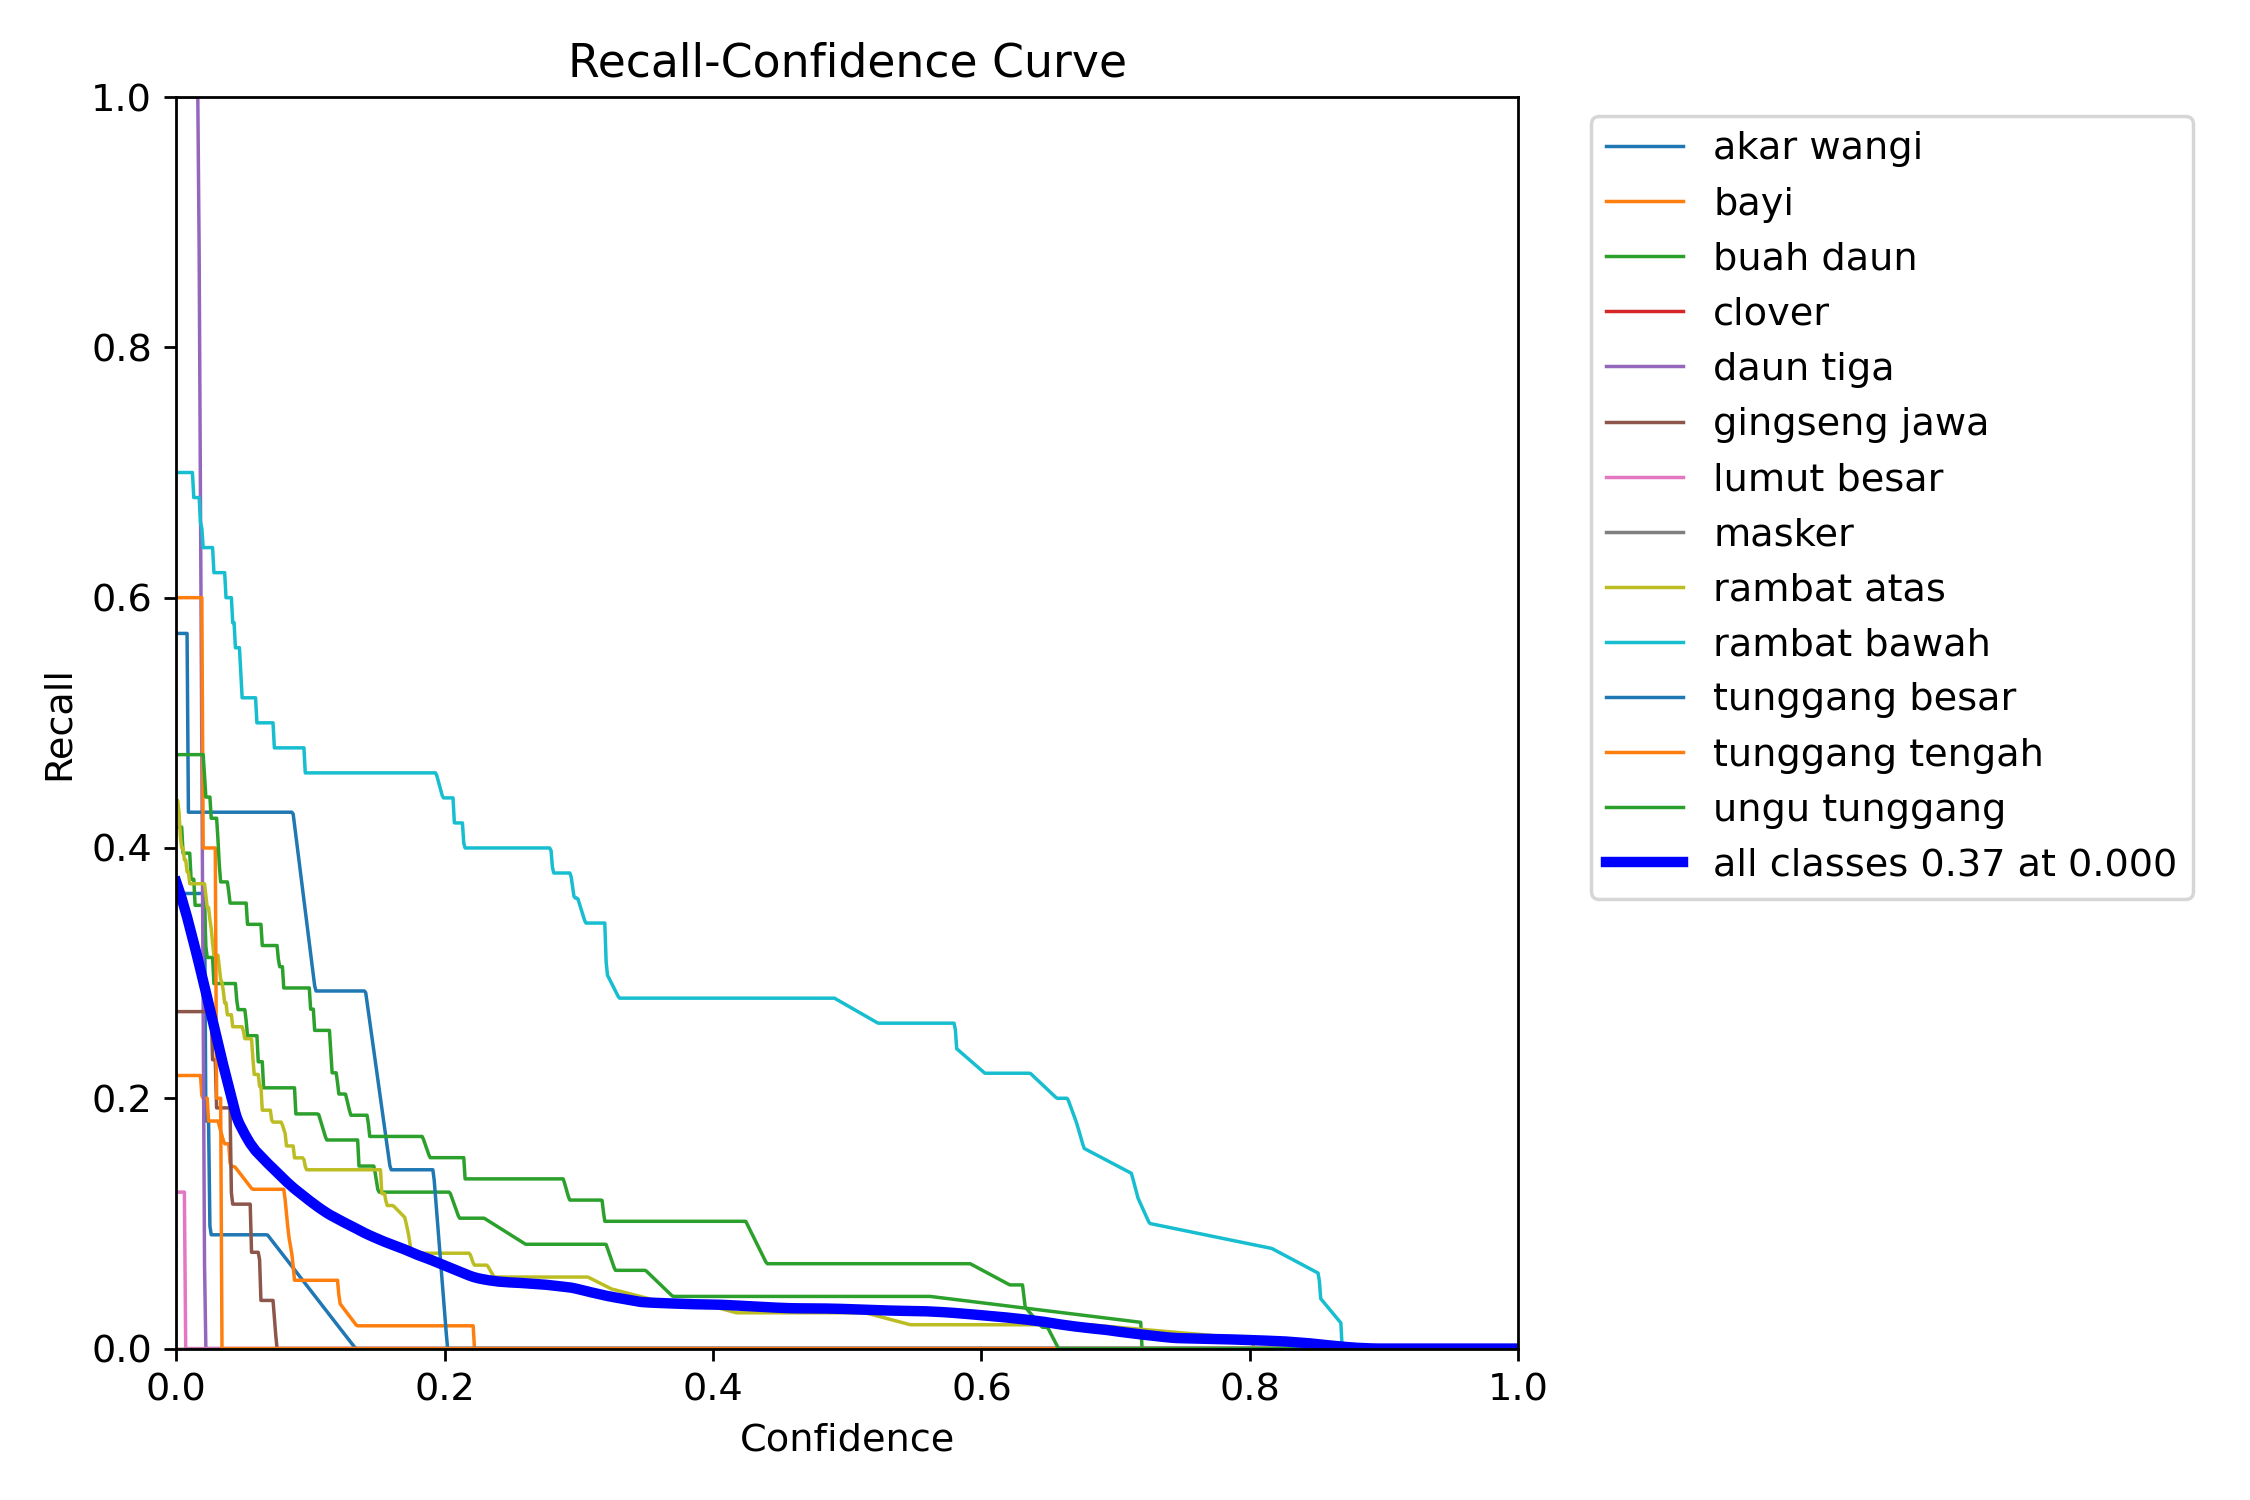 Recall-Confidence Curve
1.0
0.8
0.6
0.4
0.2
0.0
Recall
0.0 0.2 0.4 0.6 0.8 1.0
Confidence
akar wangi
bayi
buah daun
clover
daun tiga
gingseng jawa
lumut besar
masker
rambat atas
rambat bawah
tunggang besar
tunggang tengah
ungu tunggang
all classes 0.37 at 0.000